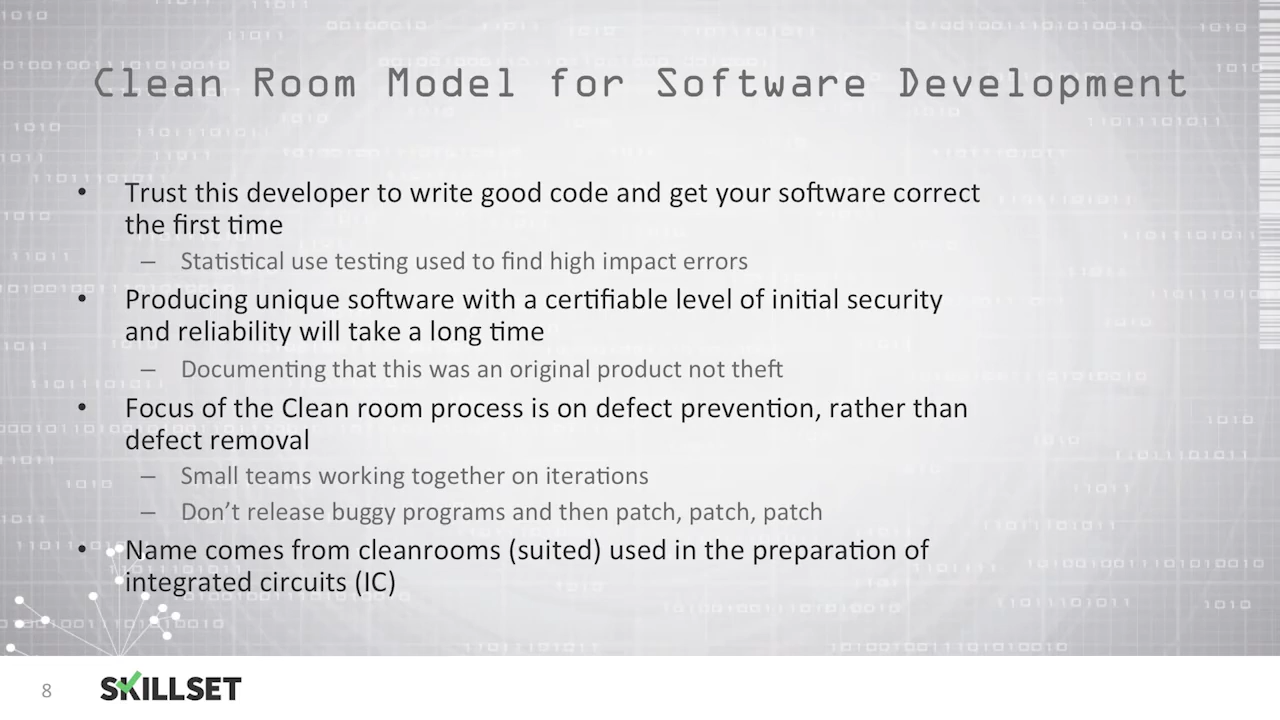 Clean Room Model for Software Development
• Trust this developer to write good code and get your software correct
the first time
– Statistical use testing used to find high impact errors
• Producing unique software with a certifiable level of initial security
and reliability will take a long time
– Documenting that this was an original product not theft
• Focus of the Clean room process is on defect prevention, rather than
defect removal
– Small teams working together on iterations
– Don’t release buggy programs and then patch, patch, patch
• Name comes from cleanrooms (suited) used in the preparation of
integrated circuits (IC)
8
SKILLSET